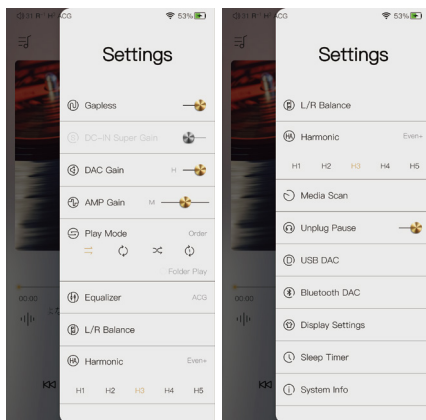 ACG
53%
Settings
Gapless
DC-IN Super Gain
DAC Gain H
AMP Gain M
Play Mode Order
Folder Play
Equalizer ACG
L/R Balance
Harmonic Even+
H1 H2 H3 H4 H5
00:00
ACG
53%
Settings
L/R Balance
Harmonic Even+
H1 H2 H3 H4 H5
Media Scan
Unplug Pause
USB DAC
Bluetooth DAC
Display Settings
Sleep Timer
System Info
00:00